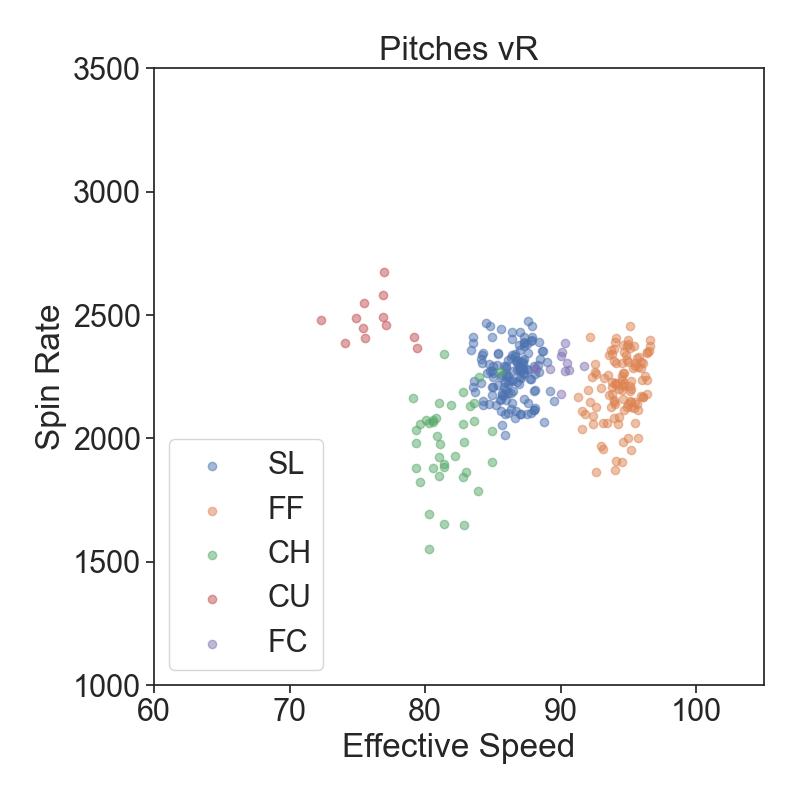 Pitches vR
3500
3000
2500
2000
1500
1000
Spin Rate
SL
FF
CH
CU
FC
60 70 80 90 100
Effective Speed